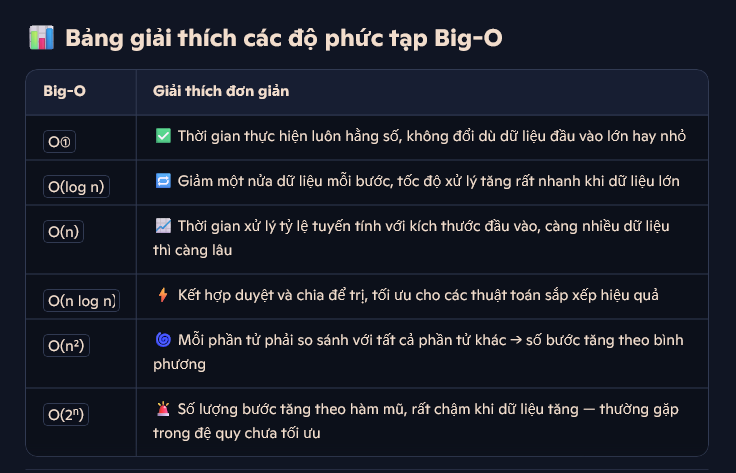 📊 Bảng giải thích các độ phức tạp Big-O
Big-O
Giải thích đơn giản
O①
✅ Thời gian thực hiện luôn hằng số, không đổi dù dữ liệu đầu vào lớn hay nhỏ
O(log n)
🔁 Giảm một nửa dữ liệu mỗi bước, tốc độ xử lý tăng rất nhanh khi dữ liệu lớn
O(n)
📈 Thời gian xử lý tỷ lệ tuyến tính với kích thước đầu vào, càng nhiều dữ liệu
thì càng lâu
O(n log n)
⚡ Kết hợp duyệt và chia để trị, tối ưu cho các thuật toán sắp xếp hiệu quả
O(n²)
🌀 Mỗi phần tử phải so sánh với tất cả phần tử khác → số bước tăng theo bình
phương
O(2ⁿ)
🚨 Số lượng bước tăng theo hàm mũ, rất chậm khi dữ liệu tăng — thường gặp
trong đệ quy chưa tối ưu